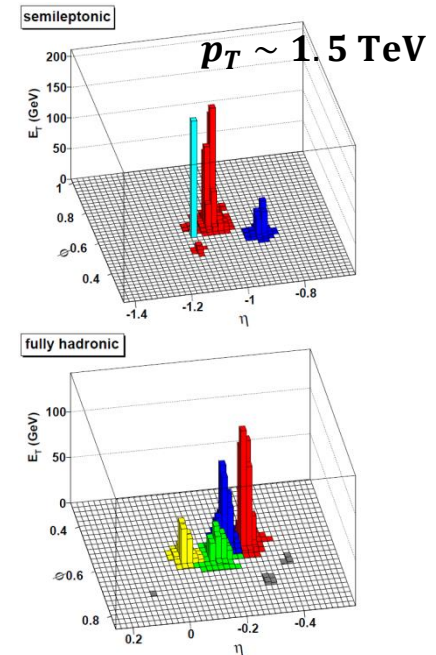 semileptonic
p_T ~ 1.5 TeV
E_T (GeV)
200
150
100
50
0
1
0.8
0.6
0.4
φ
-1.4
-1.2
-1
-0.8
η
fully hadronic
E_T (GeV)
100
50
0
0.4
0.6
0.8
φ
0.2
0
-0.2
-0.4
η